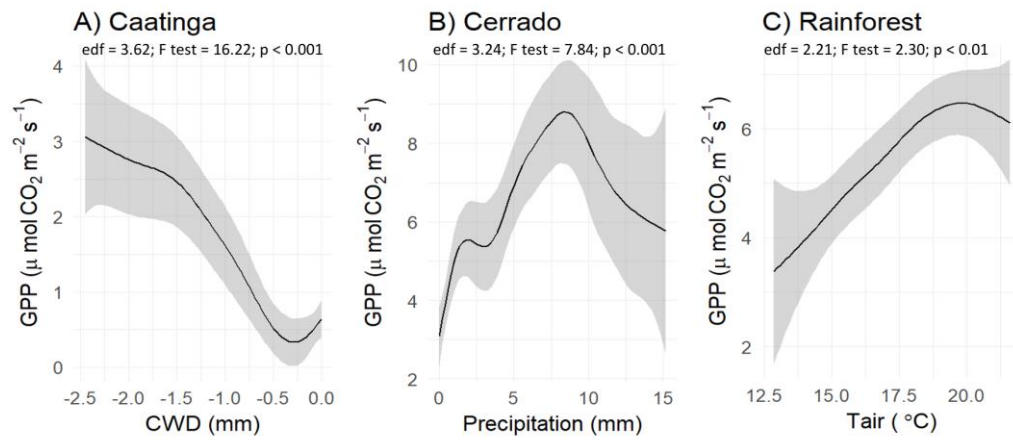 A) Caatinga
edf = 3.62; F test = 16.22; p < 0.001
GPP (μ mol CO₂ m⁻² s⁻¹)
4
3
2
1
0
-2.5 -2.0 -1.5 -1.0 -0.5 0.0
CWD (mm)
B) Cerrado
edf = 3.24; F test = 7.84; p < 0.001
GPP (μ mol CO₂ m⁻² s⁻¹)
10
8
6
4
2
0 5 10 15
Precipitation (mm)
C) Rainforest
edf = 2.21; F test = 2.30; p < 0.01
GPP (μ mol CO₂ m⁻² s⁻¹)
6
4
2
12.5 15.0 17.5 20.0
Tair ( °C)